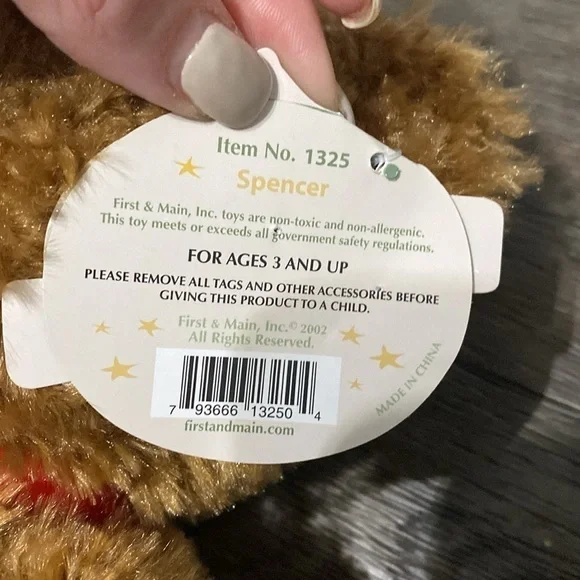 Item No. 1325
Spencer
First & Main, Inc. toys are non-toxic and non-allergenic.
This toy meets or exceeds all government safety regulations.
FOR AGES 3 AND UP
PLEASE REMOVE ALL TAGS AND OTHER ACCESSORIES BEFORE
GIVING THIS PRODUCT TO A CHILD.
First & Main, Inc.© 2002
All Rights Reserved.
MADE IN CHINA
7 93666 13250 4
firstandmain.com